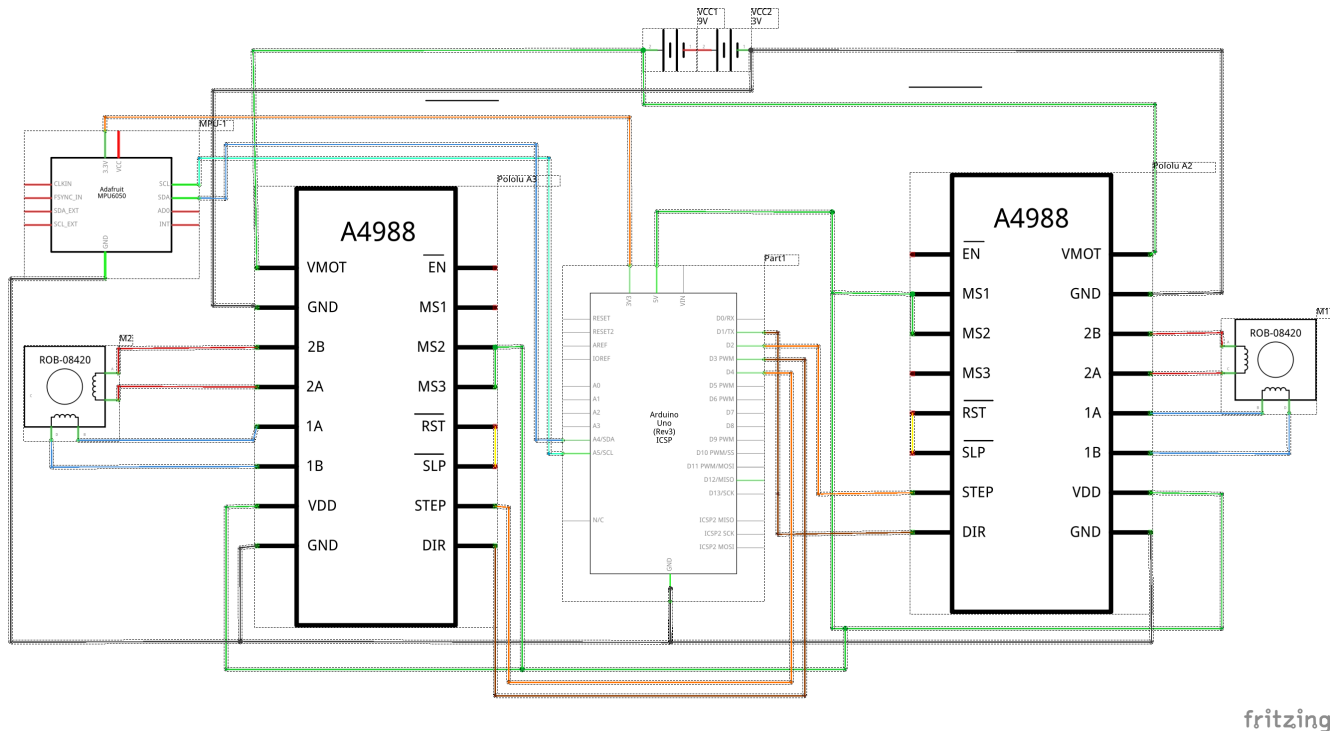 VCC1
9V
VCC2
3V
MPU-1
3.3V
VCC
Adafruit
MPU6050
CLKIN
FSYNC_IN
SDA_EXT
SCL_EXT
SCL
SDA
AD0
INT
GND
Pololu A3
A4988
VMOT
GND
2B
2A
1A
1B
VDD
GND
EN
MS1
MS2
MS3
RST
SLP
STEP
DIR
M2
ROB-08420
Part1
3V3
5V
VIN
RESET
RESET2
AREF
IOREF
A0
A1
A2
A3
A4/SDA
A5/SCL
N/C
Arduino
Uno
(Rev3)
ICSP
D0/RX
D1/TX
D2
D3 PWM
D4
D5 PWM
D6 PWM
D7
D8
D9 PWM
D10 PWM/SS
D11 PWM/MOSI
D12/MISO
D13/SCK
ICSP2 MISO
ICSP2 SCK
ICSP2 MOSI
GND
Pololu A2
A4988
EN
MS1
MS2
MS3
RST
SLP
STEP
DIR
VMOT
GND
2B
2A
1A
1B
VDD
GND
M1
ROB-08420
fritzing